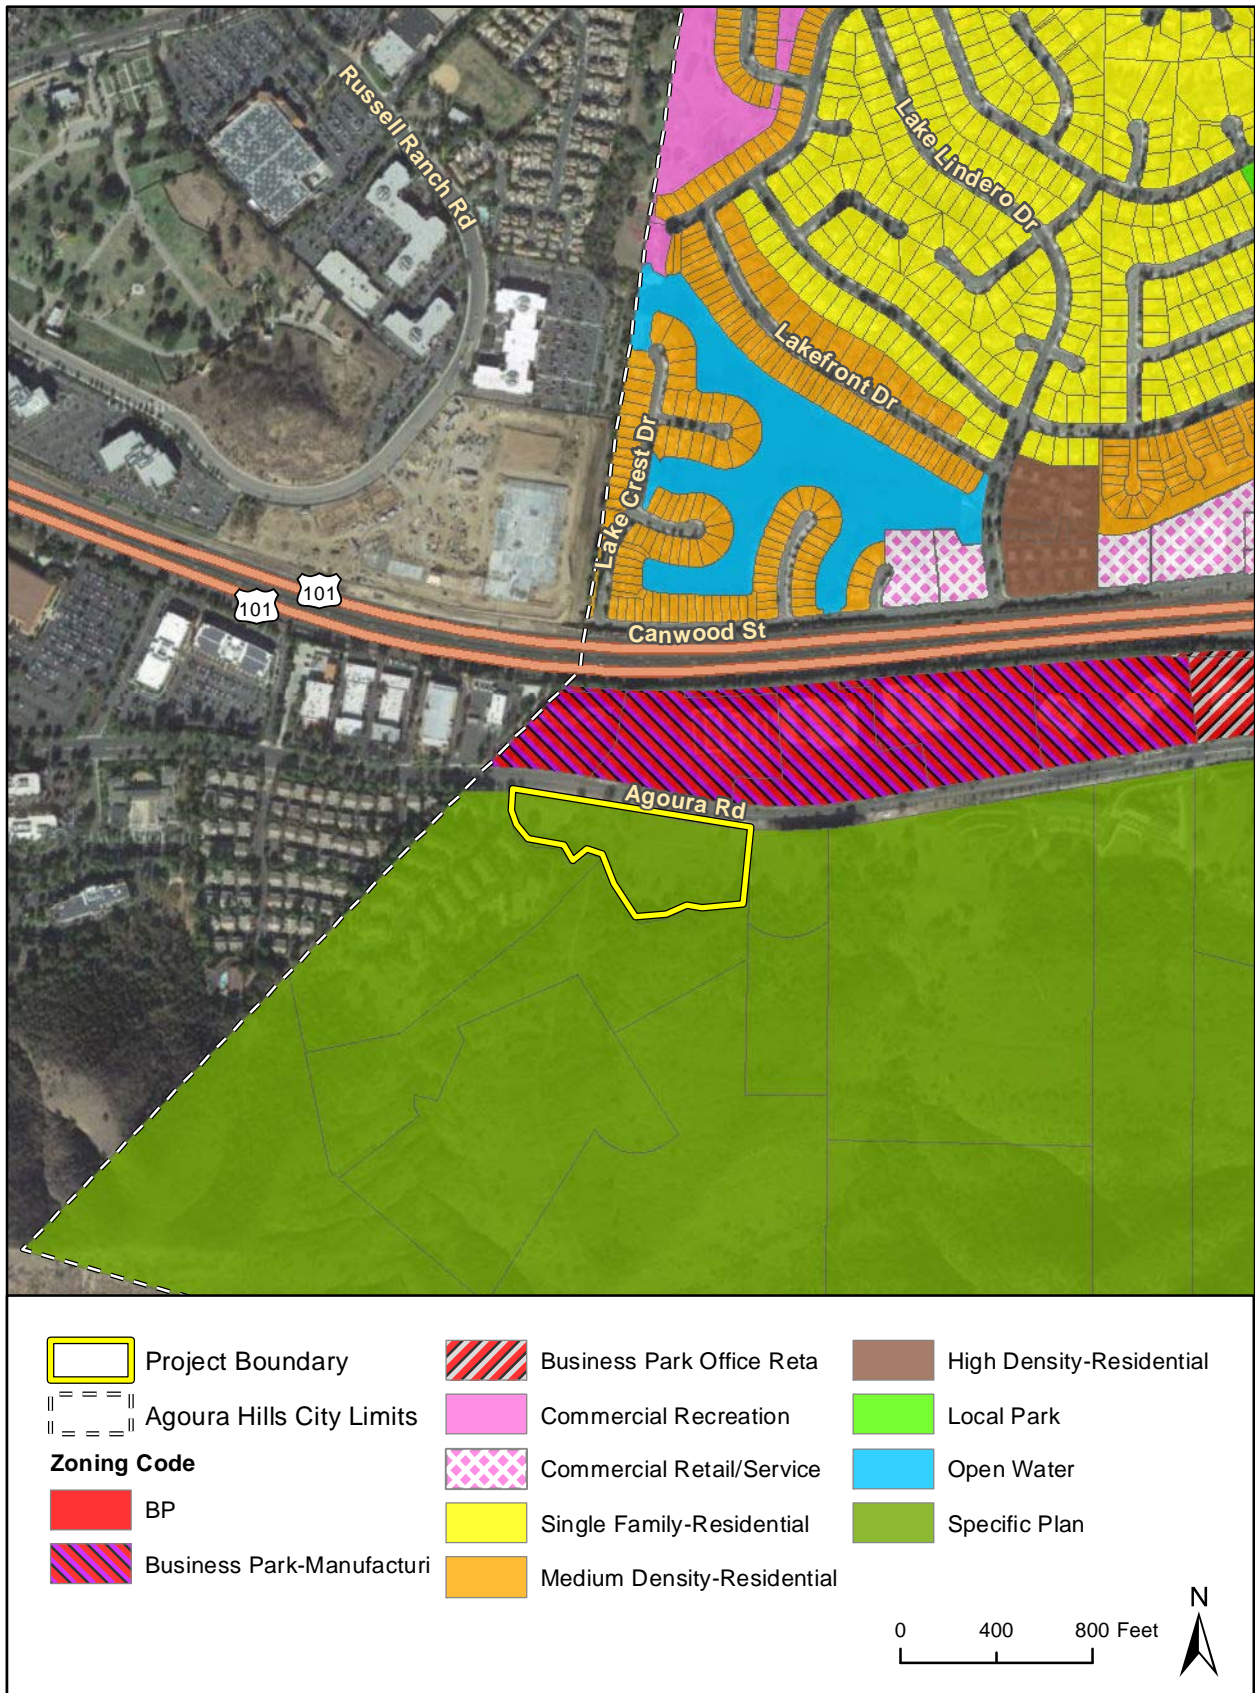 Russell Ranch Rd
Lake Lindero Dr
Lakefront Dr
Lake Crest Dr
101
101
Canwood St
Agoura Rd
Project Boundary
Agoura Hills City Limits
Zoning Code
BP
Business Park-Manufacturi
Business Park Office Reta
Commercial Recreation
Commercial Retail/Service
Single Family-Residential
Medium Density-Residential
High Density-Residential
Local Park
Open Water
Specific Plan
0 400 800 Feet
N